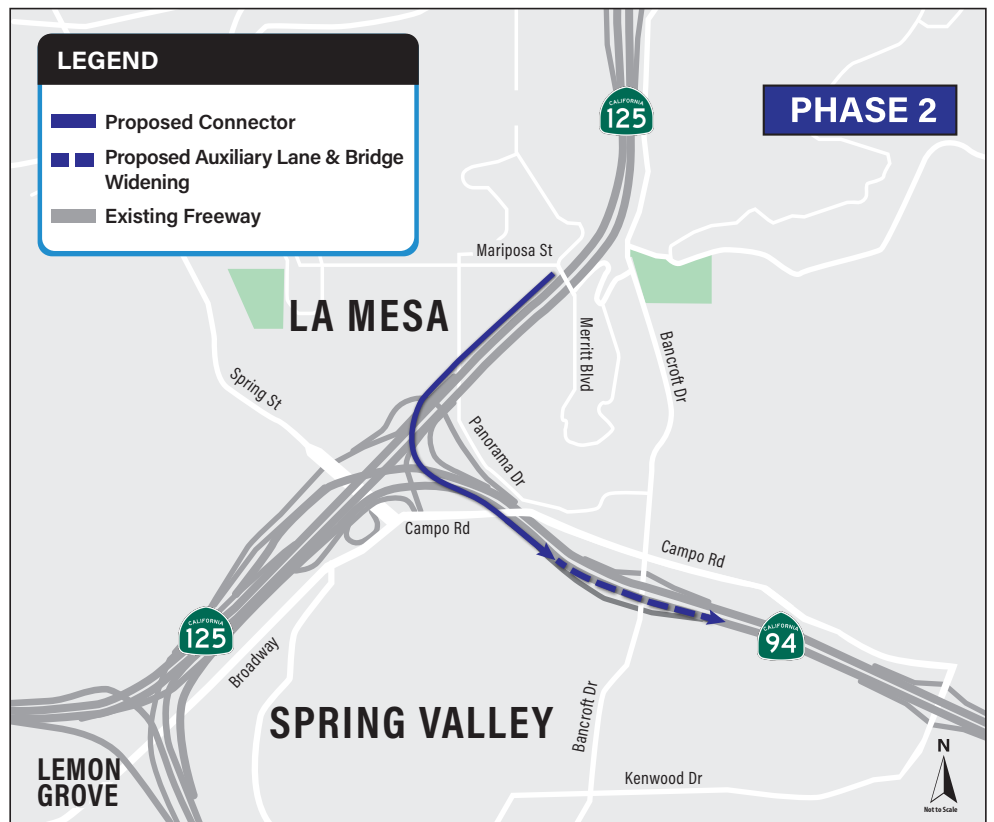 LEGEND
Proposed Connector
Proposed Auxiliary Lane & Bridge
Widening
Existing Freeway
PHASE 2
CALIFORNIA
125
Mariposa St
LA MESA
Merritt Blvd
Bancroft Dr
Spring St
Panorama Dr
Campo Rd
Campo Rd
CALIFORNIA
125
CALIFORNIA
94
Broadway
SPRING VALLEY
Bancroft Dr
LEMON
GROVE
Kenwood Dr
N
Not to Scale